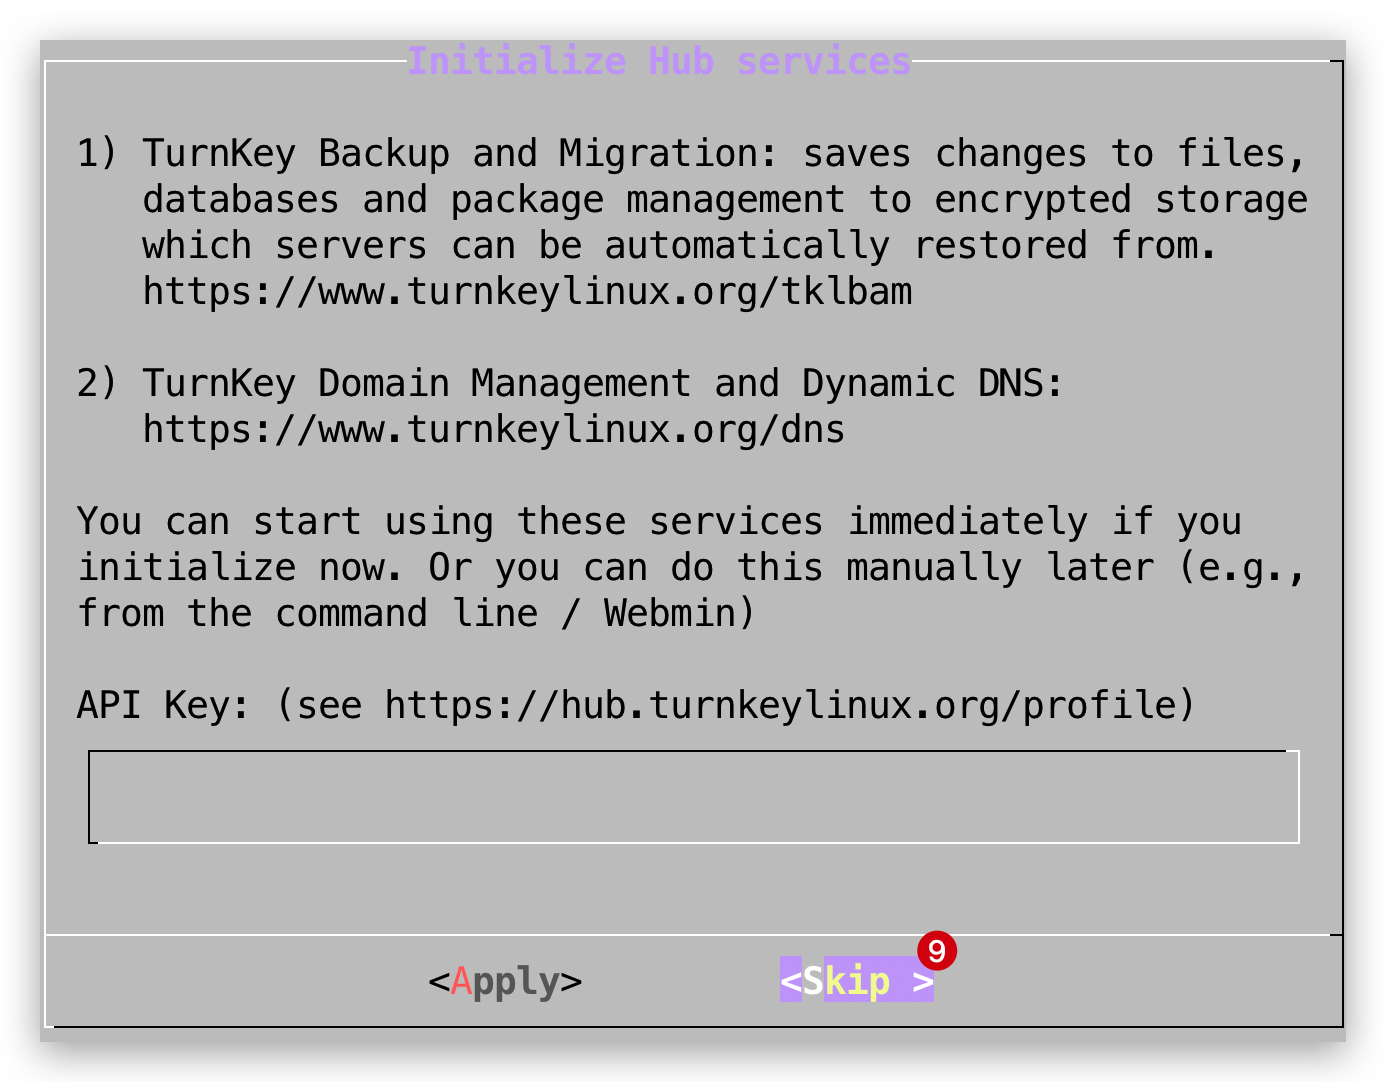 Initialize Hub services
1) TurnKey Backup and Migration: saves changes to files,
databases and package management to encrypted storage
which servers can be automatically restored from.
https://www.turnkeylinux.org/tklbam
2) TurnKey Domain Management and Dynamic DNS:
https://www.turnkeylinux.org/dns
You can start using these services immediately if you
initialize now. Or you can do this manually later (e.g.,
from the command line / Webmin)
API Key: (see https://hub.turnkeylinux.org/profile)
<Apply> <Skip > 9